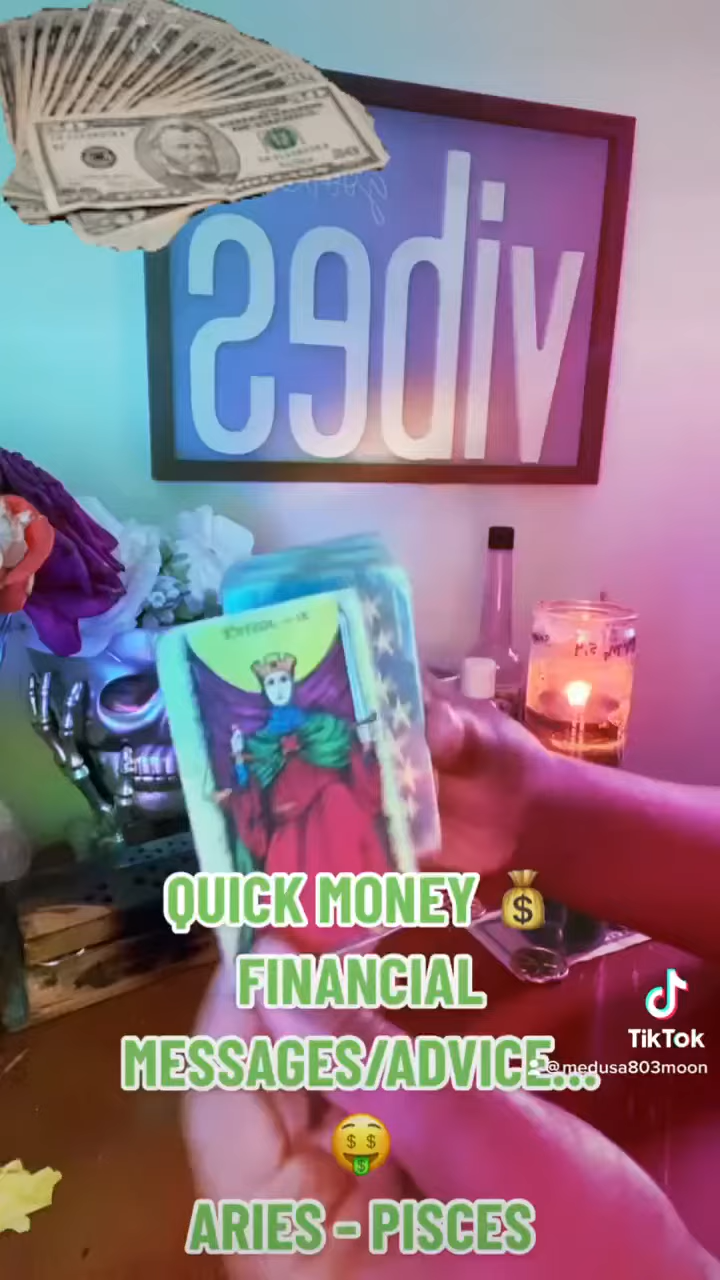 vibes
QUICK MONEY 💰
FINANCIAL
MESSAGES/ADVICE...
🤑
ARIES - PISCES
TikTok
@medusa803moon